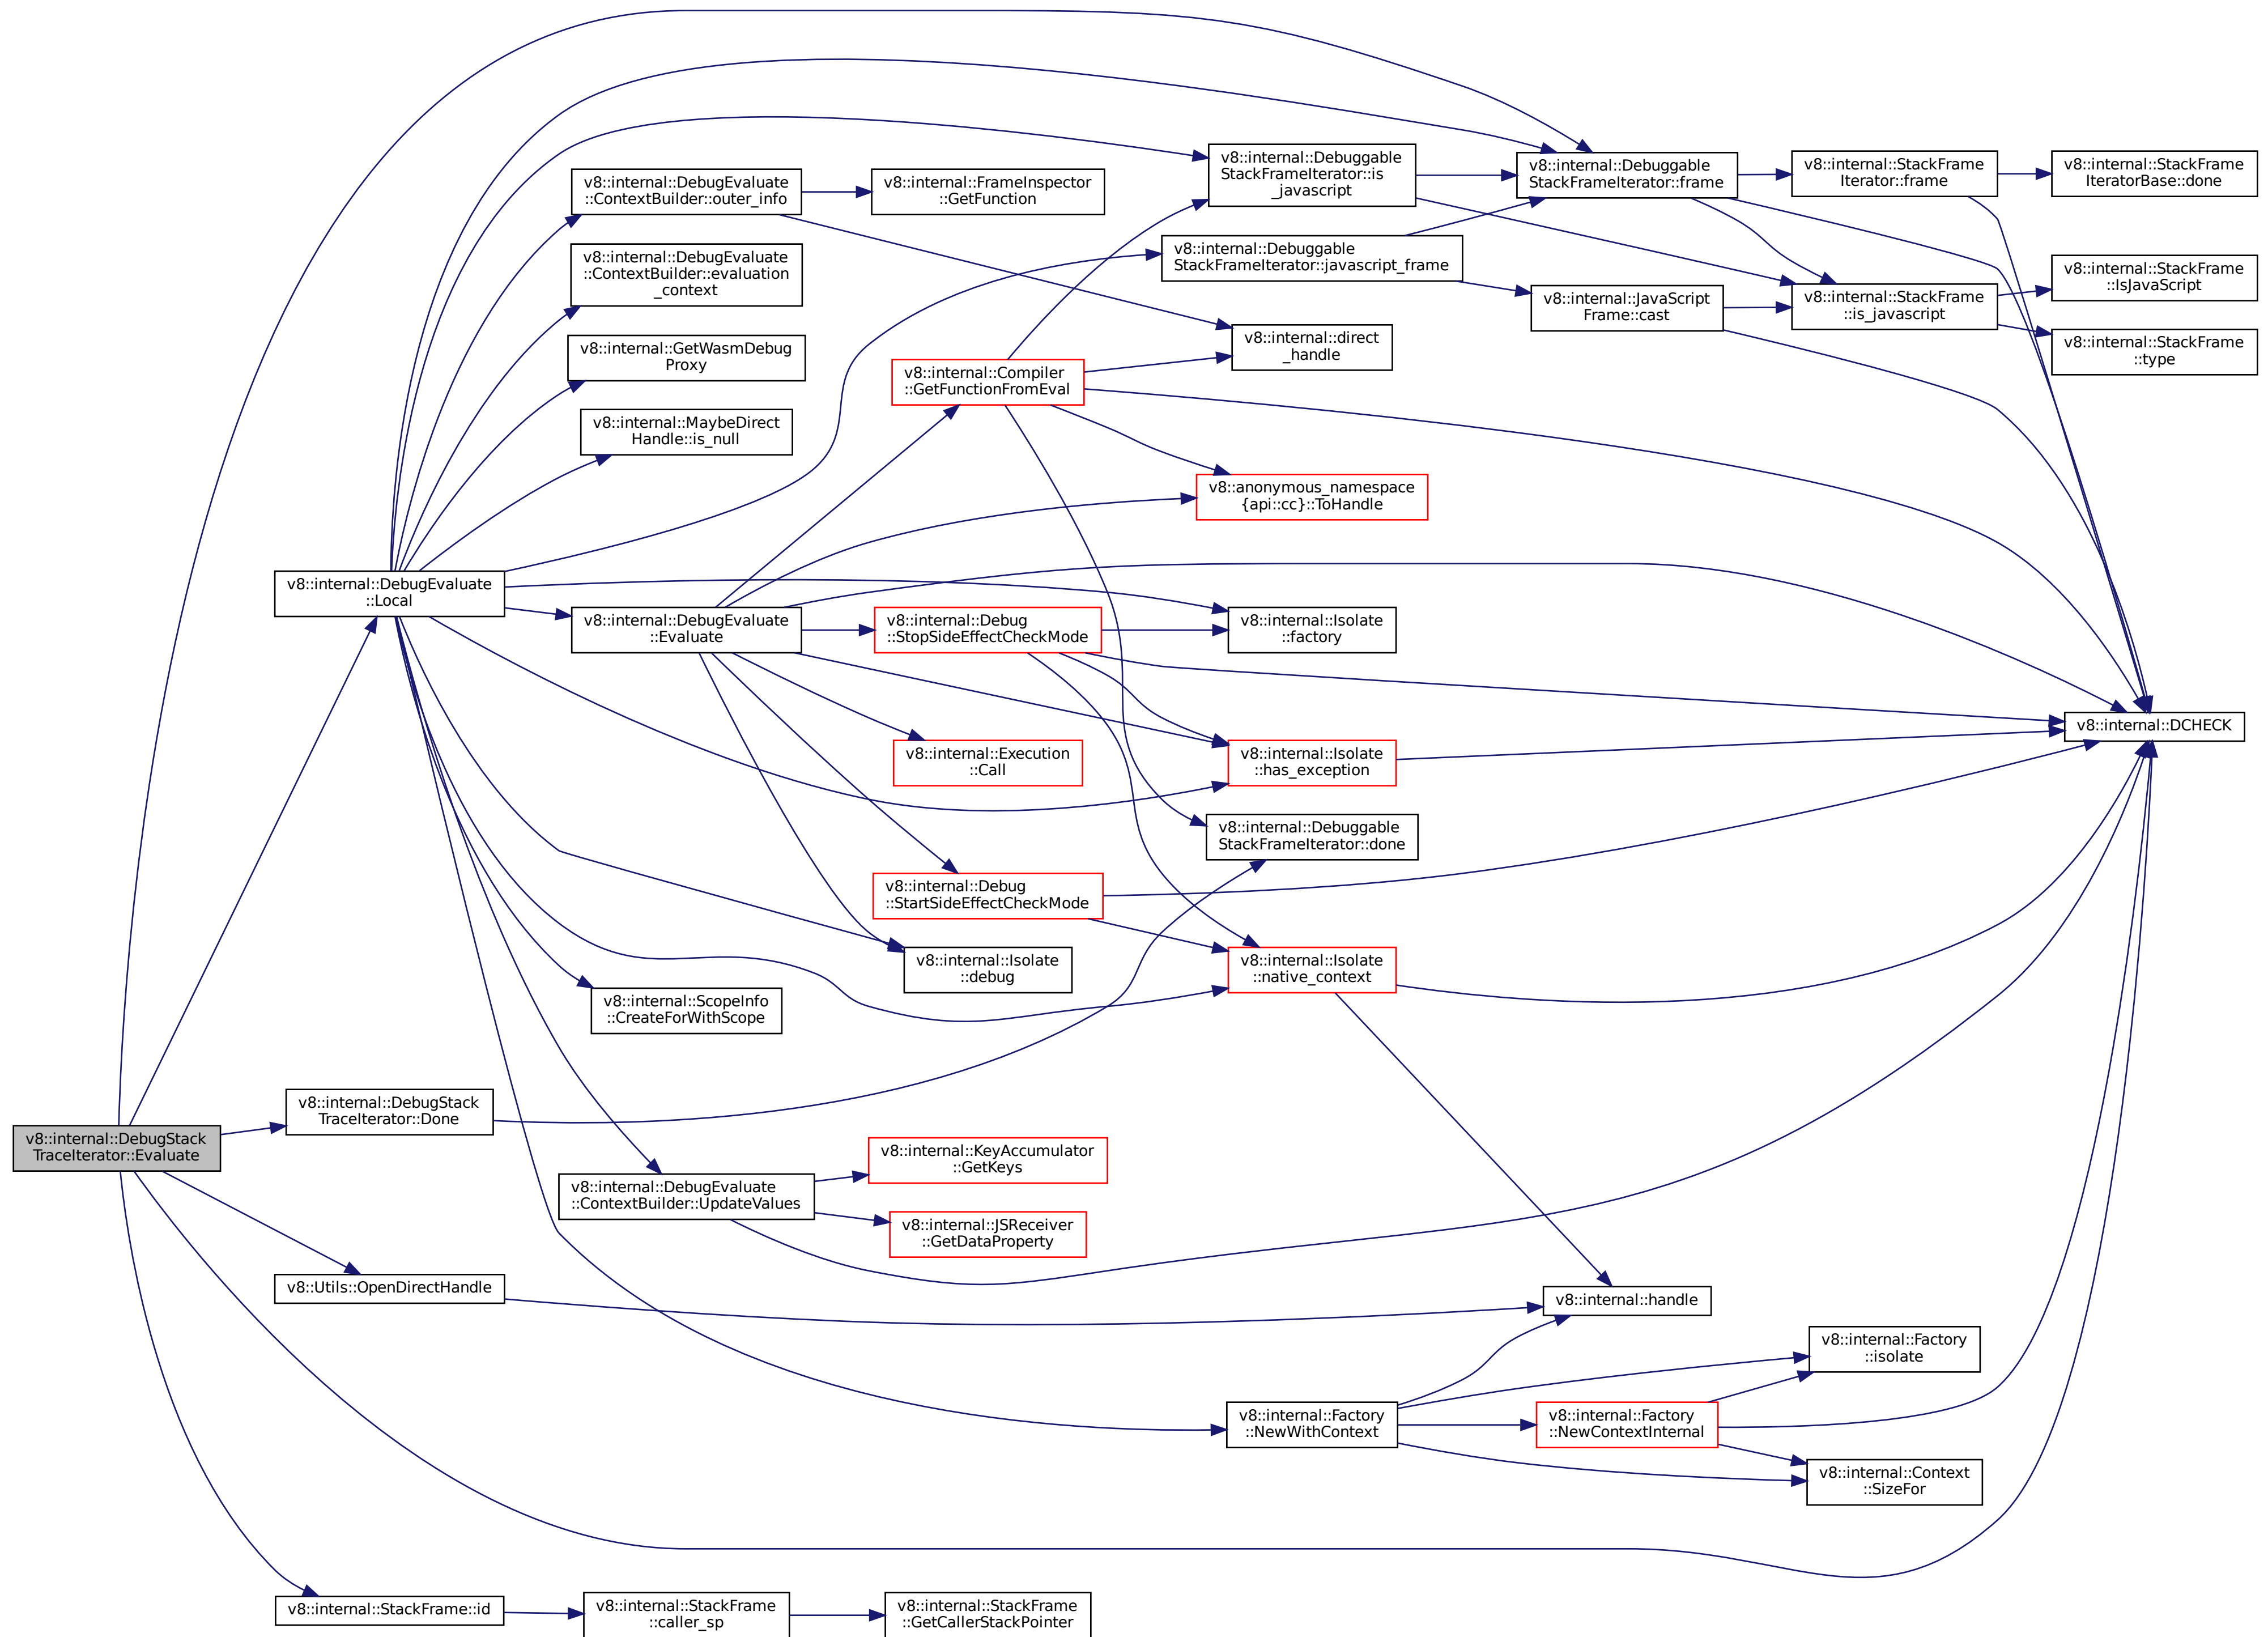 v8::internal::DebugStack
TraceIterator::Evaluate
v8::internal::DebugEvaluate
::Local
v8::internal::DebugStack
TraceIterator::Done
v8::Utils::OpenDirectHandle
v8::internal::StackFrame::id
v8::internal::DebugEvaluate
::ContextBuilder::outer_info
v8::internal::DebugEvaluate
::ContextBuilder::evaluation
_context
v8::internal::GetWasmDebug
Proxy
v8::internal::MaybeDirect
Handle::is_null
v8::internal::DebugEvaluate
::Evaluate
v8::internal::ScopeInfo
::CreateForWithScope
v8::internal::DebugEvaluate
::ContextBuilder::UpdateValues
v8::internal::StackFrame
::caller_sp
v8::internal::FrameInspector
::GetFunction
v8::internal::Compiler
::GetFunctionFromEval
v8::internal::Debug
::StopSideEffectCheckMode
v8::internal::Execution
::Call
v8::internal::Debug
::StartSideEffectCheckMode
v8::internal::Isolate
::debug
v8::internal::KeyAccumulator
::GetKeys
v8::internal::JSReceiver
::GetDataProperty
v8::internal::StackFrame
::GetCallerStackPointer
v8::internal::Debuggable
StackFrameIterator::is
_javascript
v8::internal::Debuggable
StackFrameIterator::javascript_frame
v8::internal::direct
_handle
v8::anonymous_namespace
{api::cc}::ToHandle
v8::internal::Isolate
::factory
v8::internal::Isolate
::has_exception
v8::internal::Debuggable
StackFrameIterator::done
v8::internal::Isolate
::native_context
v8::internal::Factory
::NewWithContext
v8::internal::Debuggable
StackFrameIterator::frame
v8::internal::JavaScript
Frame::cast
v8::internal::handle
v8::internal::Factory
::NewContextInternal
v8::internal::StackFrame
Iterator::frame
v8::internal::StackFrame
::is_javascript
v8::internal::Factory
::isolate
v8::internal::Context
::SizeFor
v8::internal::StackFrame
IteratorBase::done
v8::internal::StackFrame
::IsJavaScript
v8::internal::StackFrame
::type
v8::internal::DCHECK